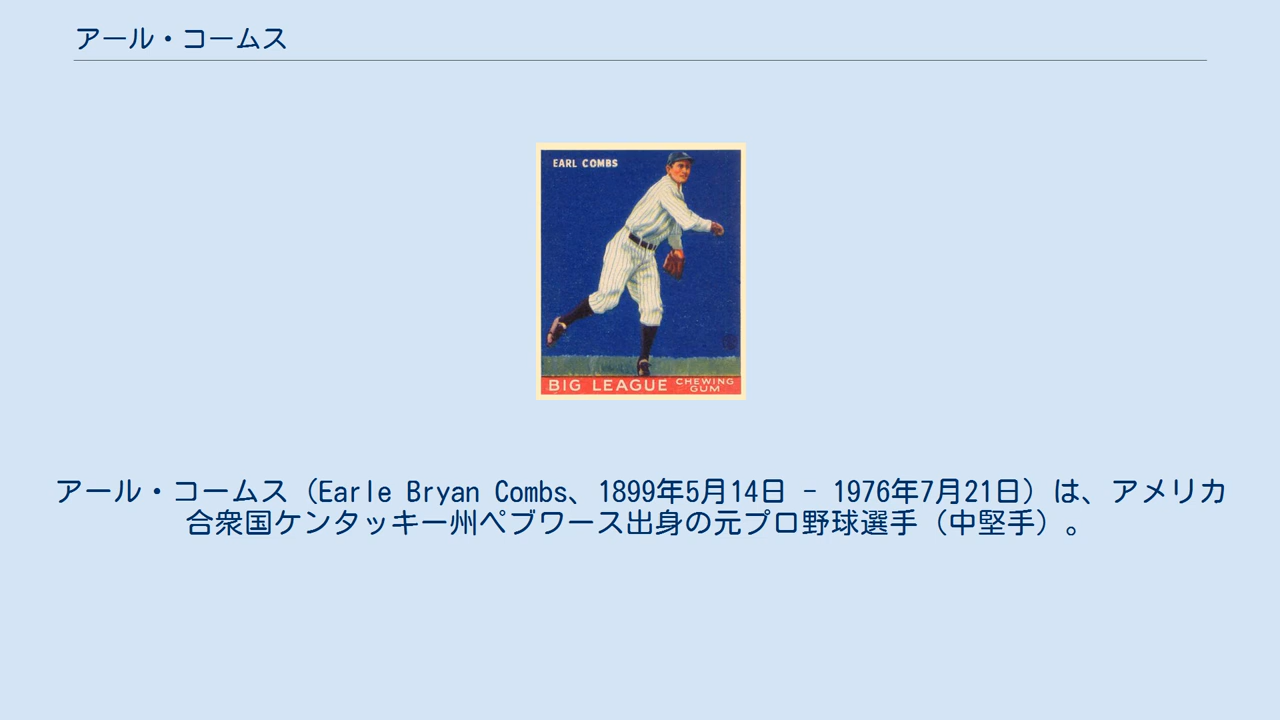 アール・コームス
EARL COMBS
BIG LEAGUE CHEWING GUM
アール・コームス（Earle Bryan Combs、1899年5月14日 - 1976年7月21日）は、アメリカ
合衆国ケンタッキー州ペブワース出身の元プロ野球選手（中堅手）。